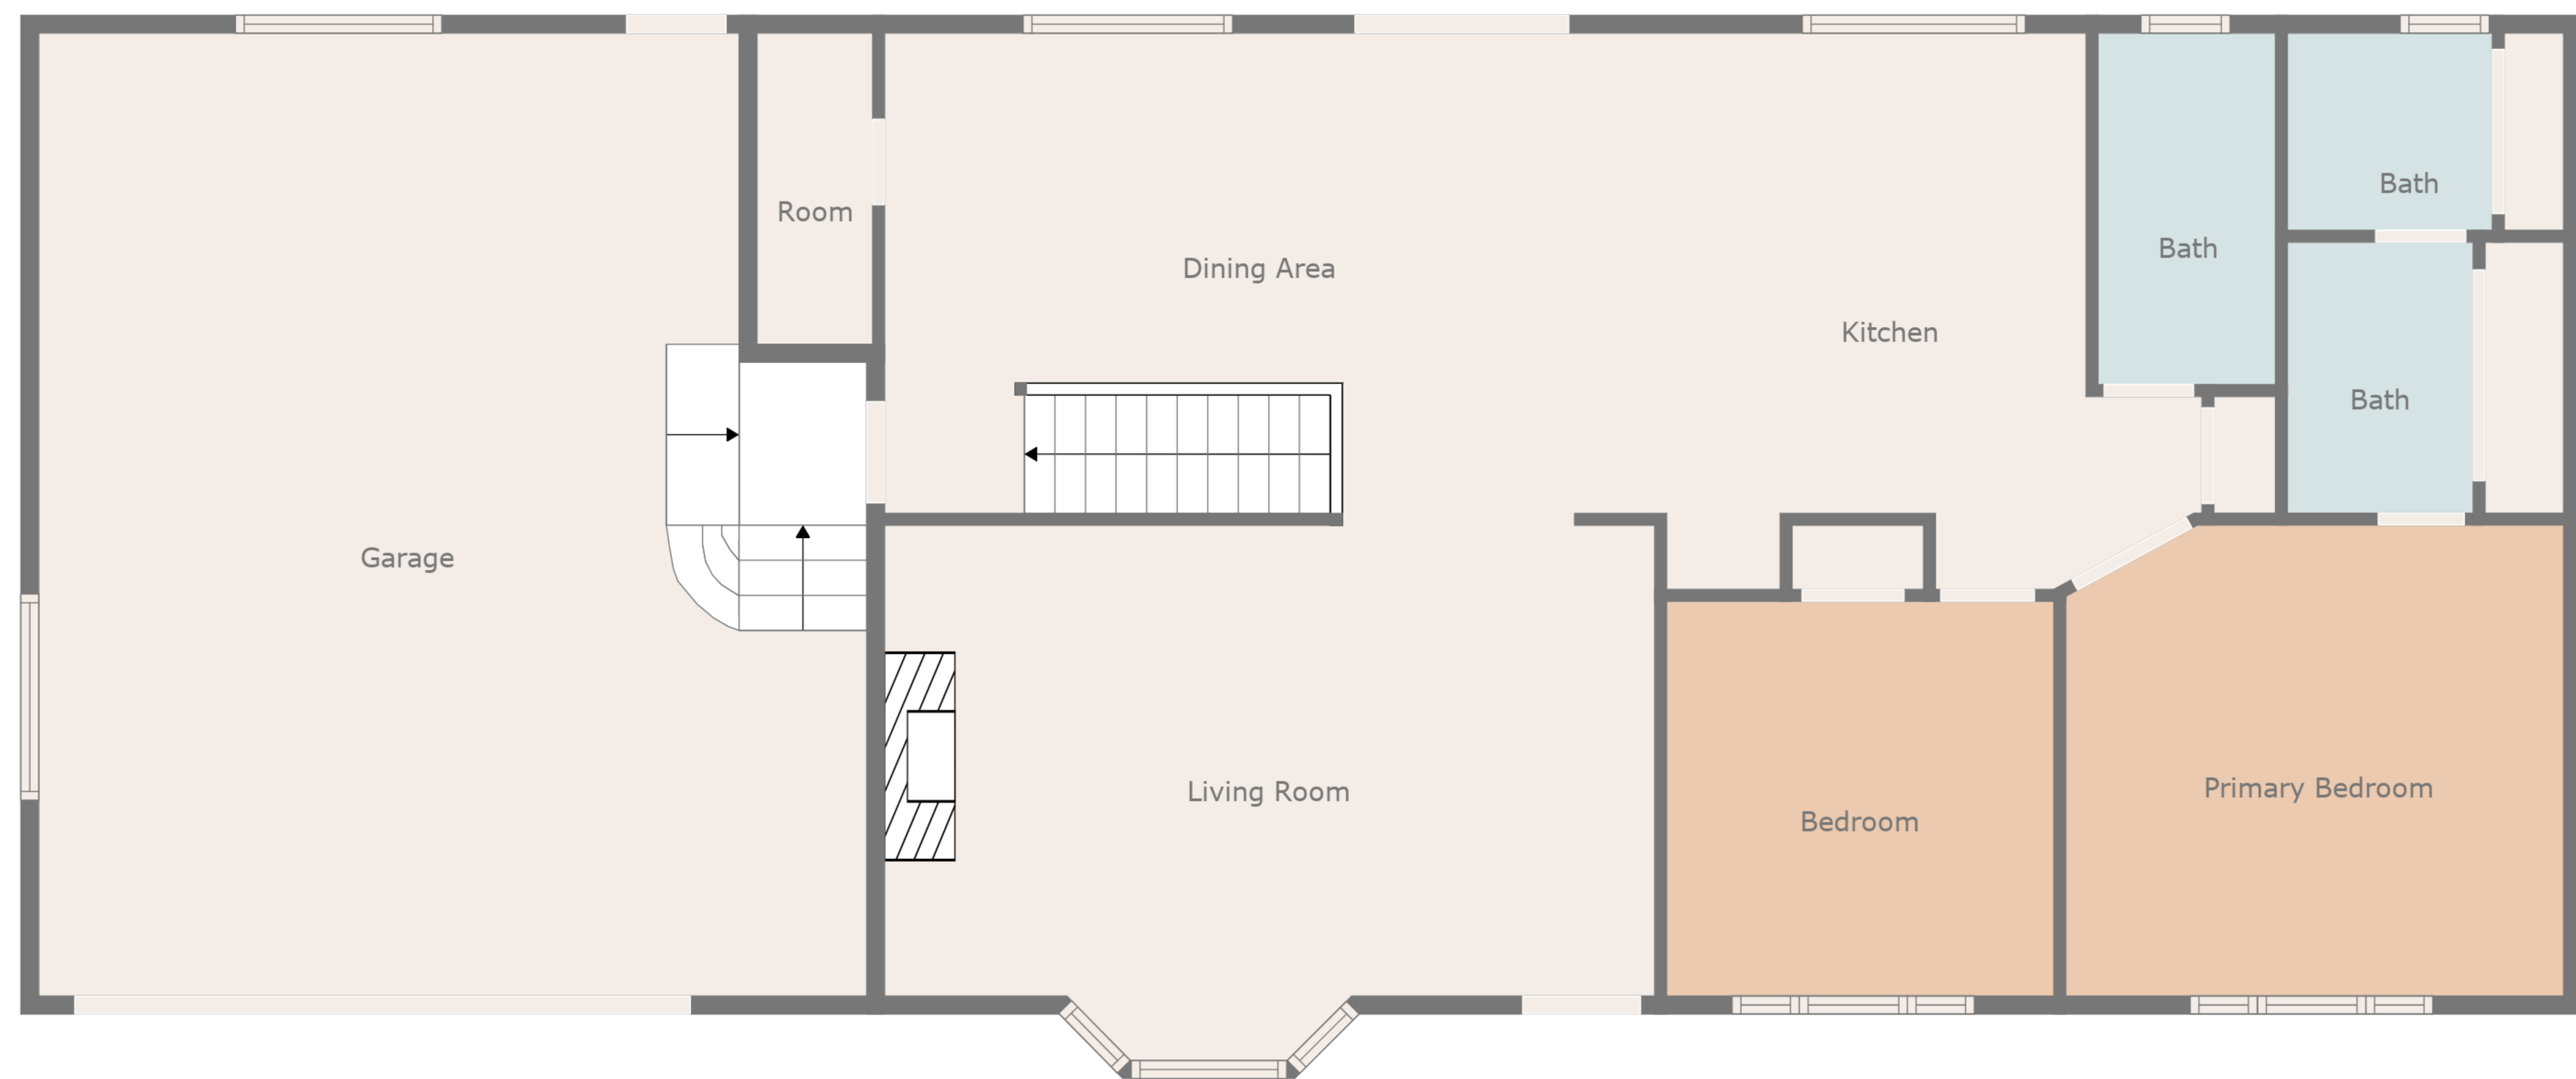 Bath
Room
Bath
Dining Area
Kitchen
Bath
Garage
Living Room
Primary Bedroom
Bedroom